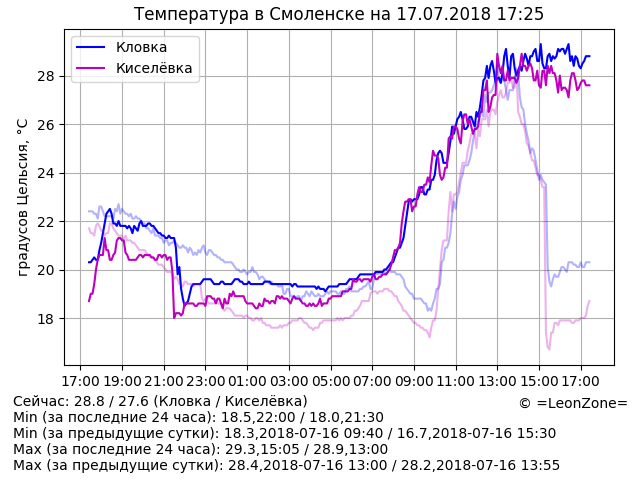 Температура в Смоленске на 17.07.2018 17:25
Кловка
Киселёвка
градусов Цельсия, °C
28
26
24
22
20
18
17:00 19:00 21:00 23:00 01:00 03:00 05:00 07:00 09:00 11:00 13:00 15:00 17:00
Сейчас: 28.8 / 27.6 (Кловка / Киселёвка)
© =LeonZone=
Min (за последние 24 часа): 18.5,22:00 / 18.0,21:30
Min (за предыдущие сутки): 18.3,2018-07-16 09:40 / 16.7,2018-07-16 15:30
Max (за последние 24 часа): 29.3,15:05 / 28.9,13:00
Max (за предыдущие сутки): 28.4,2018-07-16 13:00 / 28.2,2018-07-16 13:55